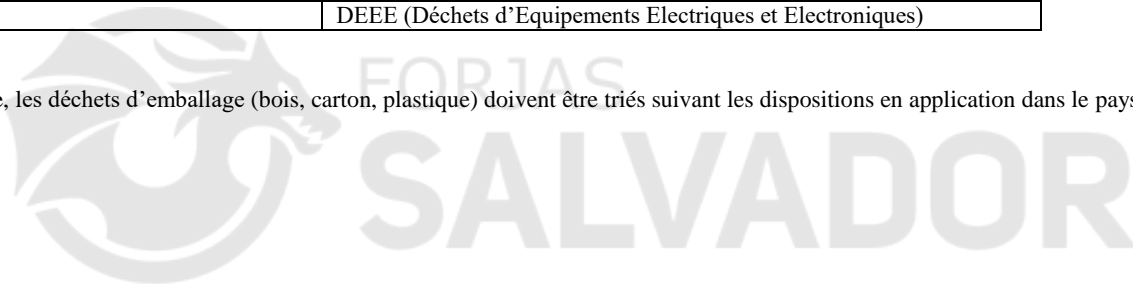 DEEE (Déchets d’Equipements Electriques et Electroniques)
FORJAS
, les déchets d’emballage (bois, carton, plastique) doivent être triés suivant les dispositions en application dans le pays
SALVADOR